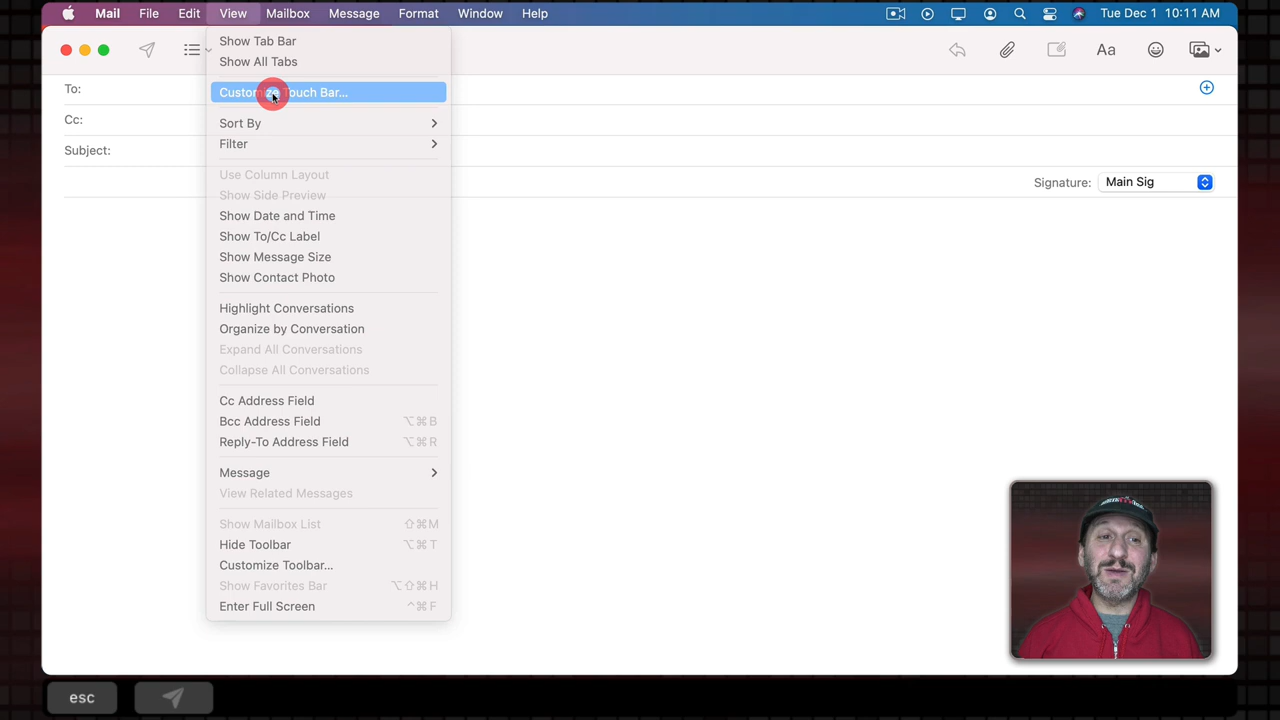 Mail File Edit View Mailbox Message Format Window Help Tue Dec 1 10:11 AM
Aa
Show Tab Bar
Show All Tabs
To:
Customize Touch Bar...
Cc:
Sort By
Filter
Subject:
Use Column Layout
Signature: Main Sig
Show Side Preview
Show Date and Time
Show To/Cc Label
Show Message Size
Show Contact Photo
Highlight Conversations
Organize by Conversation
Expand All Conversations
Collapse All Conversations
Cc Address Field
Bcc Address Field ⌥⌘B
Reply-To Address Field ⌥⌘R
Message
View Related Messages
Show Mailbox List ⇧⌘M
Hide Toolbar ⌥⌘T
Customize Toolbar...
Show Favorites Bar ⌥⇧⌘H
Enter Full Screen ^⌘F
esc